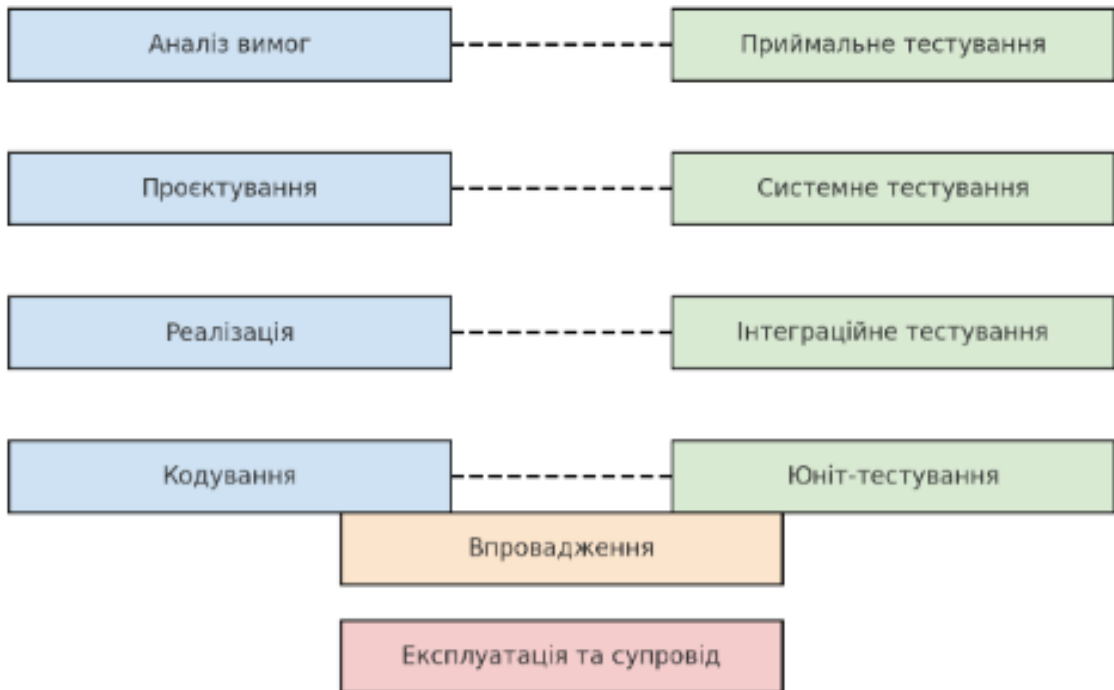 Аналіз вимог
Приймальне тестування
Проєктування
Системне тестування
Реалізація
Інтеграційне тестування
Кодування
Юніт-тестування
Впровадження
Експлуатація та супровід